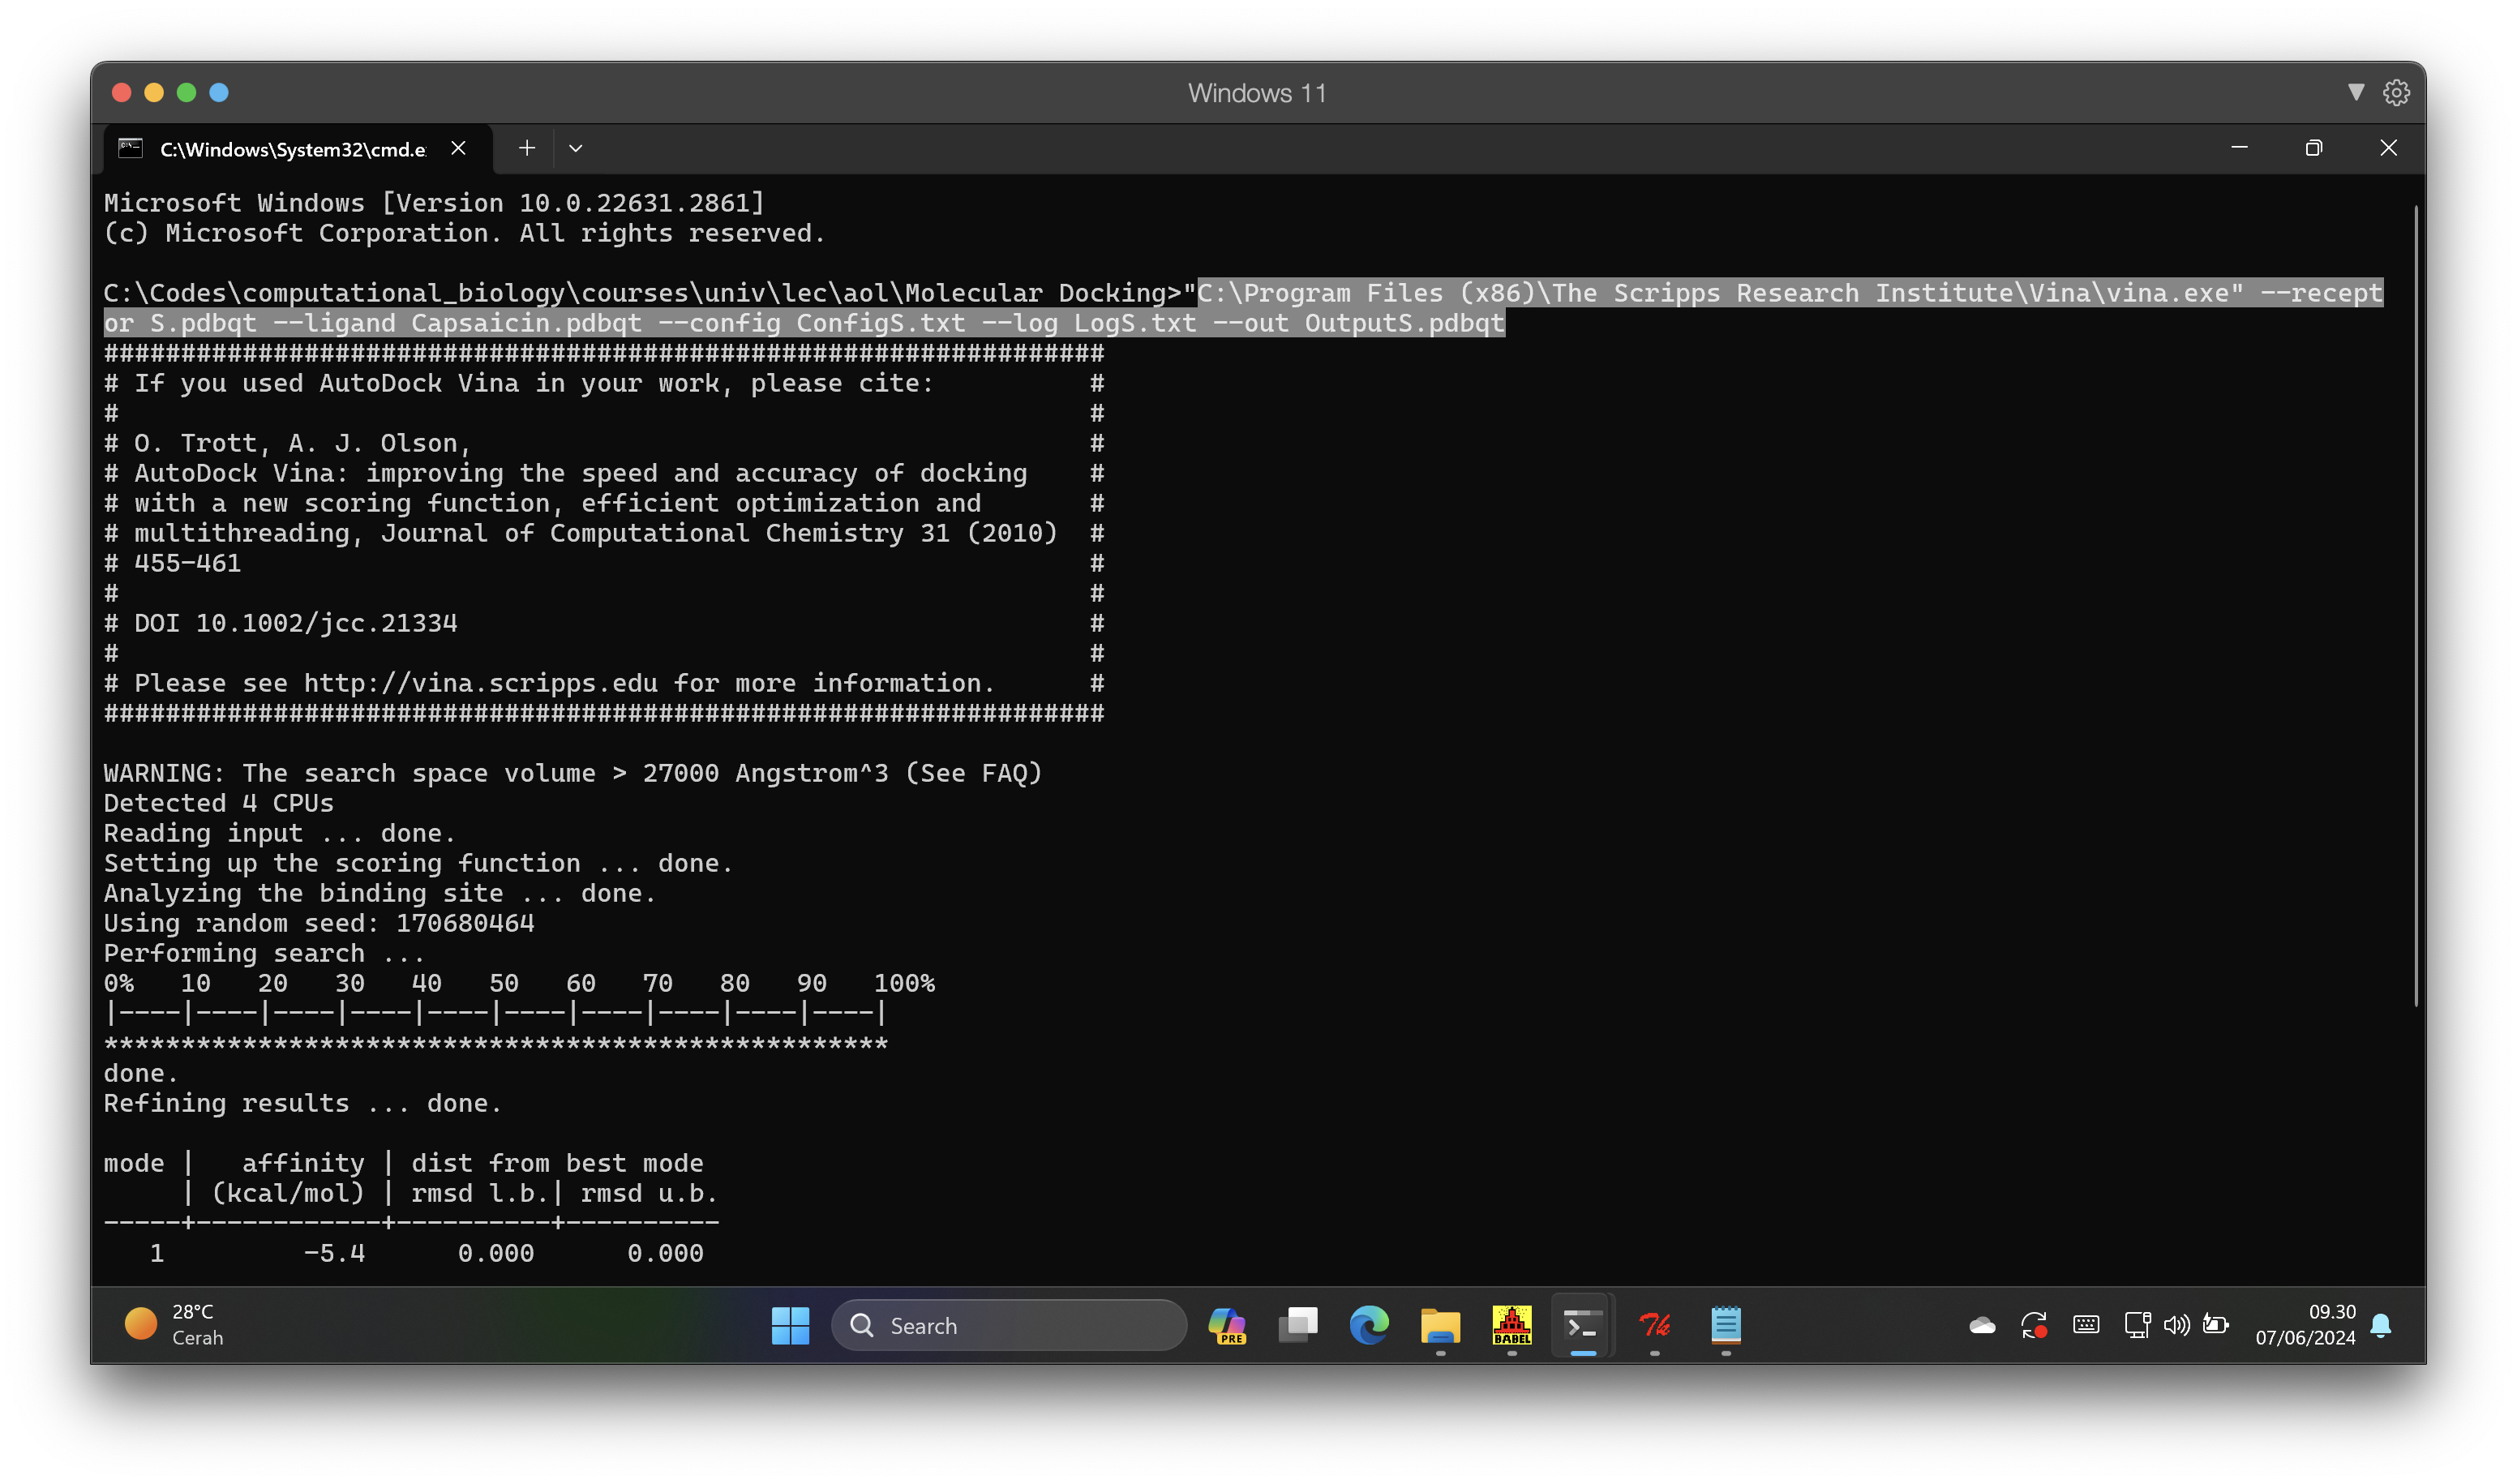 Windows 11
C:\Windows\System32\cmd.e
Microsoft Windows [Version 10.0.22631.2861]
(c) Microsoft Corporation. All rights reserved.
C:\Codes\computational_biology\courses\univ\lec\aol\Molecular Docking>"C:\Program Files (x86)\The Scripps Research Institute\Vina\vina.exe" --recept
or S.pdbqt --ligand Capsaicin.pdbqt --config ConfigS.txt --log LogS.txt --out OutputS.pdbqt
#################################################################
# If you used AutoDock Vina in your work, please cite:          #
#                                                               #
# O. Trott, A. J. Olson,                                        #
# AutoDock Vina: improving the speed and accuracy of docking    #
# with a new scoring function, efficient optimization and       #
# multithreading, Journal of Computational Chemistry 31 (2010)  #
# 455-461                                                       #
#                                                               #
# DOI 10.1002/jcc.21334                                         #
#                                                               #
# Please see http://vina.scripps.edu for more information.      #
#################################################################
WARNING: The search space volume > 27000 Angstrom^3 (See FAQ)
Detected 4 CPUs
Reading input ... done.
Setting up the scoring function ... done.
Analyzing the binding site ... done.
Using random seed: 170680464
Performing search ...
0%   10   20   30   40   50   60   70   80   90   100%
|----|----|----|----|----|----|----|----|----|----|
***************************************************
done.
Refining results ... done.
mode |   affinity | dist from best mode
     | (kcal/mol) | rmsd l.b.| rmsd u.b.
-----+------------+----------+----------
   1         -5.4      0.000      0.000
28°C
Cerah
Search
PRE
BABEL
Tk
09.30
07/06/2024